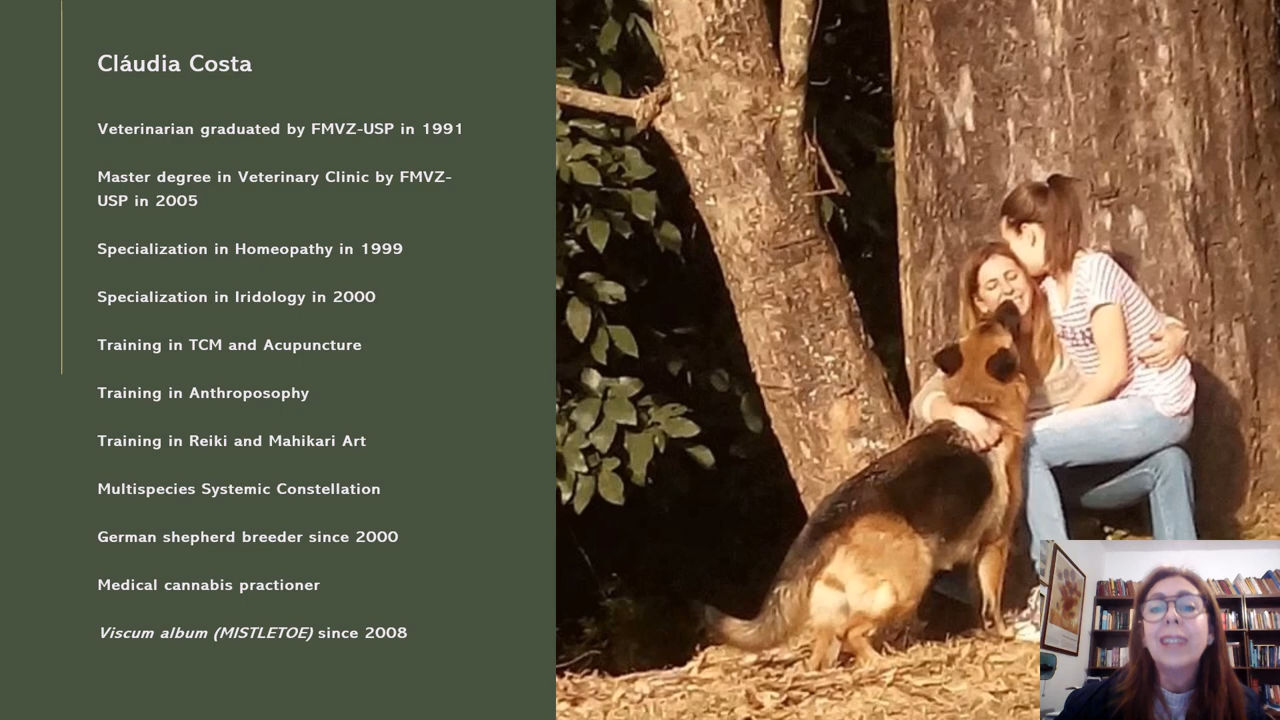 Cláudia Costa
Veterinarian graduated by FMVZ-USP in 1991
Master degree in Veterinary Clinic by FMVZ-
USP in 2005
Specialization in Homeopathy in 1999
Specialization in Iridology in 2000
Training in TCM and Acupuncture
Training in Anthroposophy
Training in Reiki and Mahikari Art
Multispecies Systemic Constellation
German shepherd breeder since 2000
Medical cannabis practioner
Viscum album (MISTLETOE) since 2008